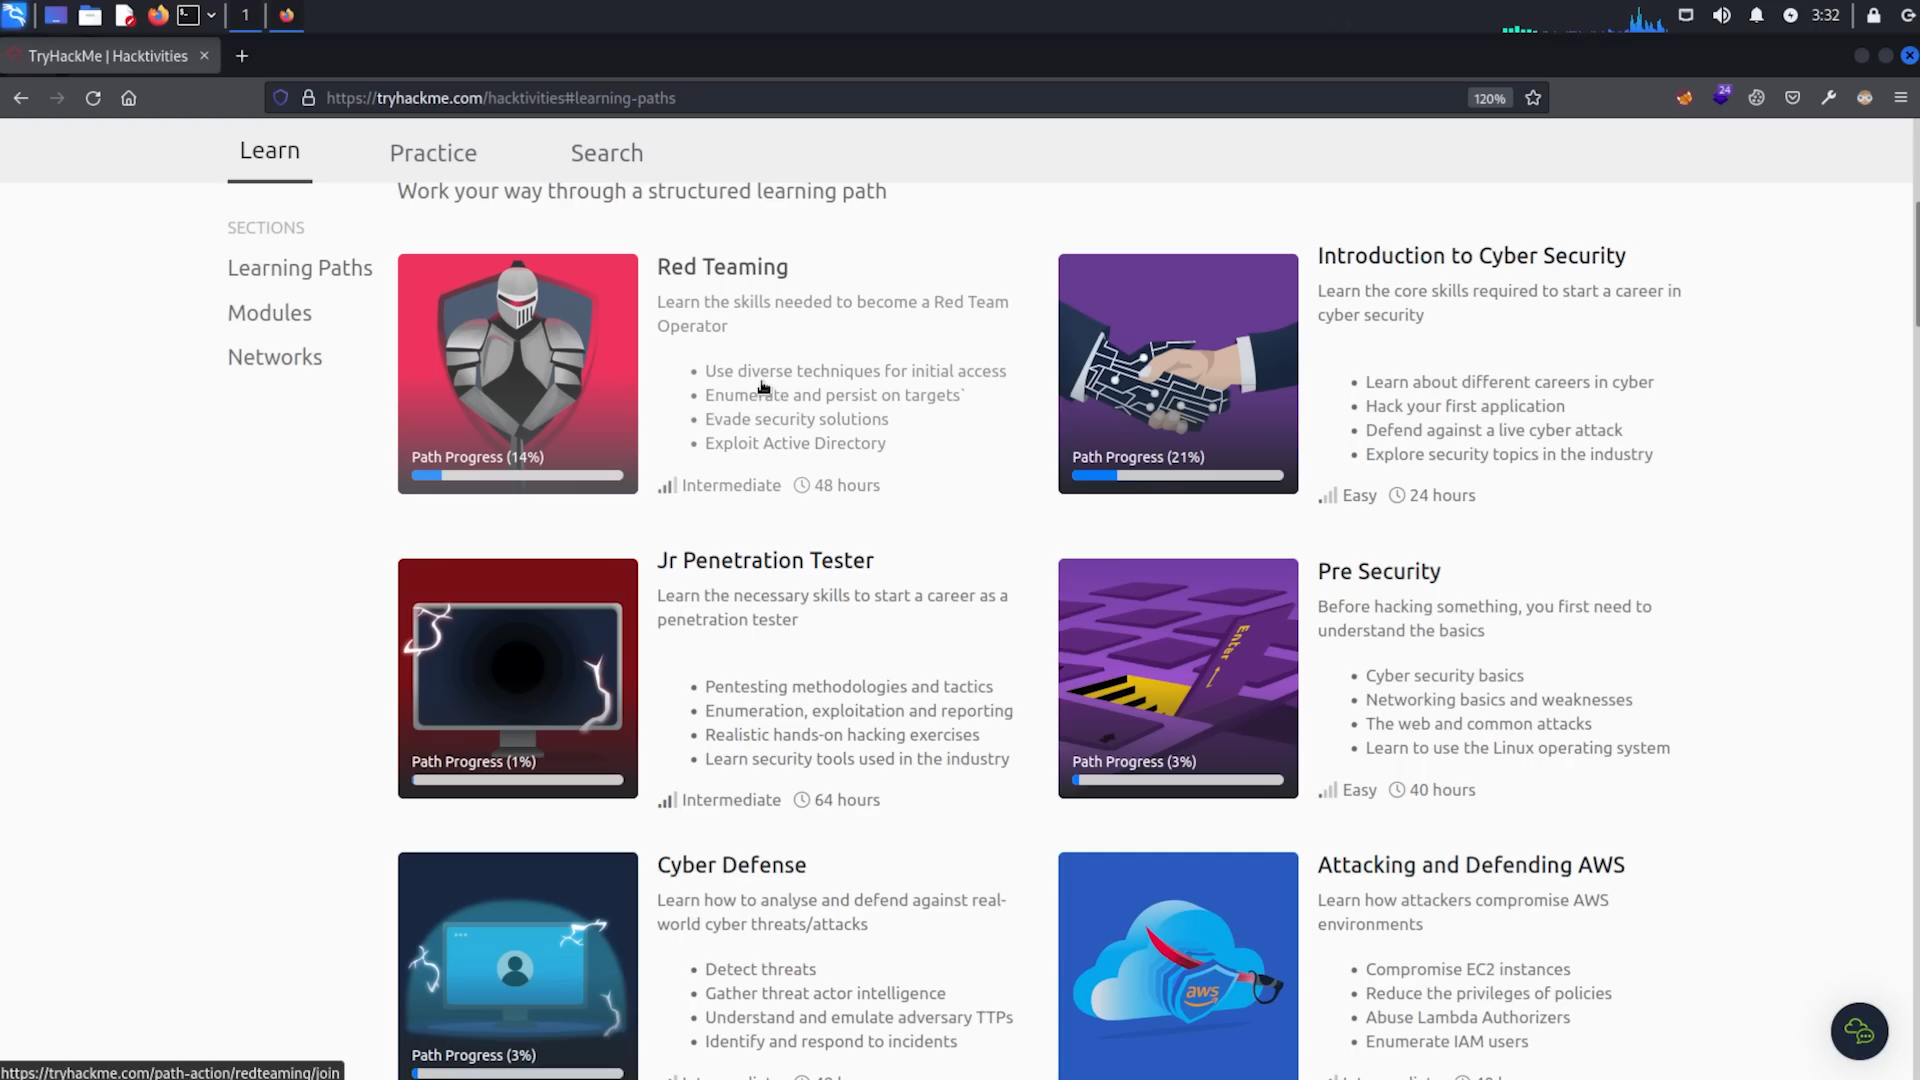 1
3:32
TryHackMe | Hacktivities
https://tryhackme.com/hacktivities#learning-paths
120%
24
Learn
Practice
Search
Work your way through a structured learning path
SECTIONS
Learning Paths
Modules
Networks
Red Teaming
Learn the skills needed to become a Red Team
Operator
• Use diverse techniques for initial access
• Enumerate and persist on targets`
• Evade security solutions
• Exploit Active Directory
Path Progress (14%)
Intermediate
48 hours
Introduction to Cyber Security
Learn the core skills required to start a career in
cyber security
• Learn about different careers in cyber
• Hack your first application
• Defend against a live cyber attack
• Explore security topics in the industry
Path Progress (21%)
Easy
24 hours
Jr Penetration Tester
Learn the necessary skills to start a career as a
penetration tester
• Pentesting methodologies and tactics
• Enumeration, exploitation and reporting
• Realistic hands-on hacking exercises
• Learn security tools used in the industry
Path Progress (1%)
Intermediate
64 hours
Enter
Pre Security
Before hacking something, you first need to
understand the basics
• Cyber security basics
• Networking basics and weaknesses
• The web and common attacks
• Learn to use the Linux operating system
Path Progress (3%)
Easy
40 hours
Cyber Defense
Learn how to analyse and defend against real-
world cyber threats/attacks
• Detect threats
• Gather threat actor intelligence
• Understand and emulate adversary TTPs
• Identify and respond to incidents
Path Progress (3%)
Attacking and Defending AWS
Learn how attackers compromise AWS
environments
• Compromise EC2 instances
• Reduce the privileges of policies
• Abuse Lambda Authorizers
• Enumerate IAM users
aws
https://tryhackme.com/path-action/redteaming/join